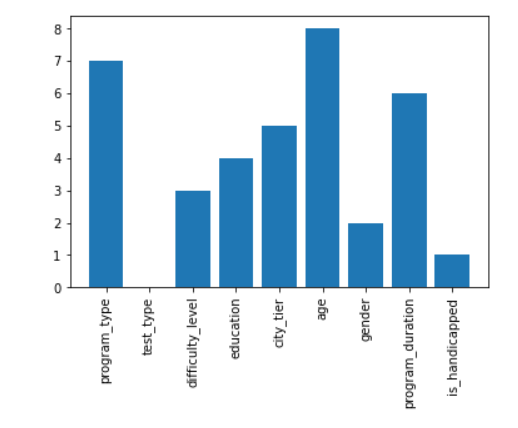 8
7
6
5
4
3
2
1
0
program_type
test_type
difficulty_level
education
city_tier
age
gender
program_duration
is_handicapped